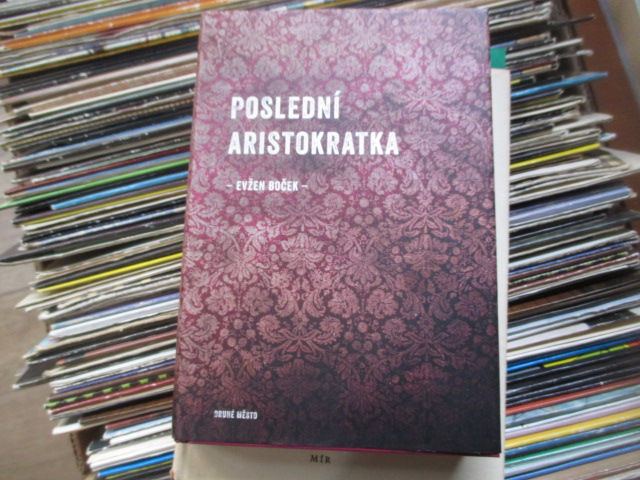 POSLEDNÍ
ARISTOKRATKA
– EVŽEN BOČEK –
DRUHÉ MĚSTO
MÍR